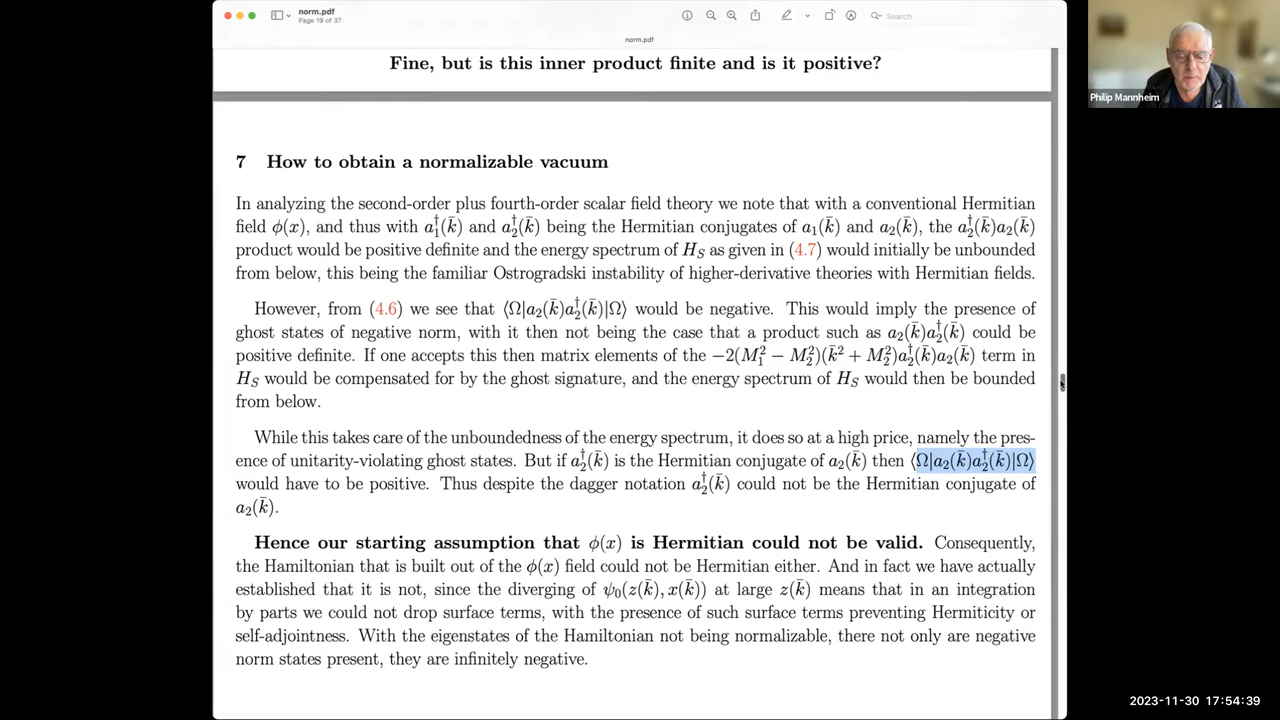 norm.pdf
Page 19 of 37
Search
norm.pdf
Fine, but is this inner product finite and is it positive?
Philip Mannheim
7 How to obtain a normalizable vacuum
In analyzing the second-order plus fourth-order scalar field theory we note that with a conventional Hermitian
field ϕ(x), and thus with a₁†(k̄) and a₂†(k̄) being the Hermitian conjugates of a₁(k̄) and a₂(k̄), the a₂†(k̄)a₂(k̄)
product would be positive definite and the energy spectrum of H_S as given in (4.7) would initially be unbounded
from below, this being the familiar Ostrogradski instability of higher-derivative theories with Hermitian fields.
However, from (4.6) we see that ⟨Ω|a₂(k̄)a₂†(k̄)|Ω⟩ would be negative. This would imply the presence of
ghost states of negative norm, with it then not being the case that a product such as a₂(k̄)a₂†(k̄) could be
positive definite. If one accepts this then matrix elements of the −2(M₁² − M₂²)(k̄² + M₂²)a₂†(k̄)a₂(k̄) term in
H_S would be compensated for by the ghost signature, and the energy spectrum of H_S would then be bounded
from below.
While this takes care of the unboundedness of the energy spectrum, it does so at a high price, namely the pres-
ence of unitarity-violating ghost states. But if a₂†(k̄) is the Hermitian conjugate of a₂(k̄) then ⟨Ω|a₂(k̄)a₂†(k̄)|Ω⟩
would have to be positive. Thus despite the dagger notation a₂†(k̄) could not be the Hermitian conjugate of
a₂(k̄).
Hence our starting assumption that ϕ(x) is Hermitian could not be valid. Consequently,
the Hamiltonian that is built out of the ϕ(x) field could not be Hermitian either. And in fact we have actually
established that it is not, since the diverging of ψ₀(z(k̄), x(k̄)) at large z(k̄) means that in an integration
by parts we could not drop surface terms, with the presence of such surface terms preventing Hermiticity or
self-adjointness. With the eigenstates of the Hamiltonian not being normalizable, there not only are negative
norm states present, they are infinitely negative.
2023-11-30 17:54:39